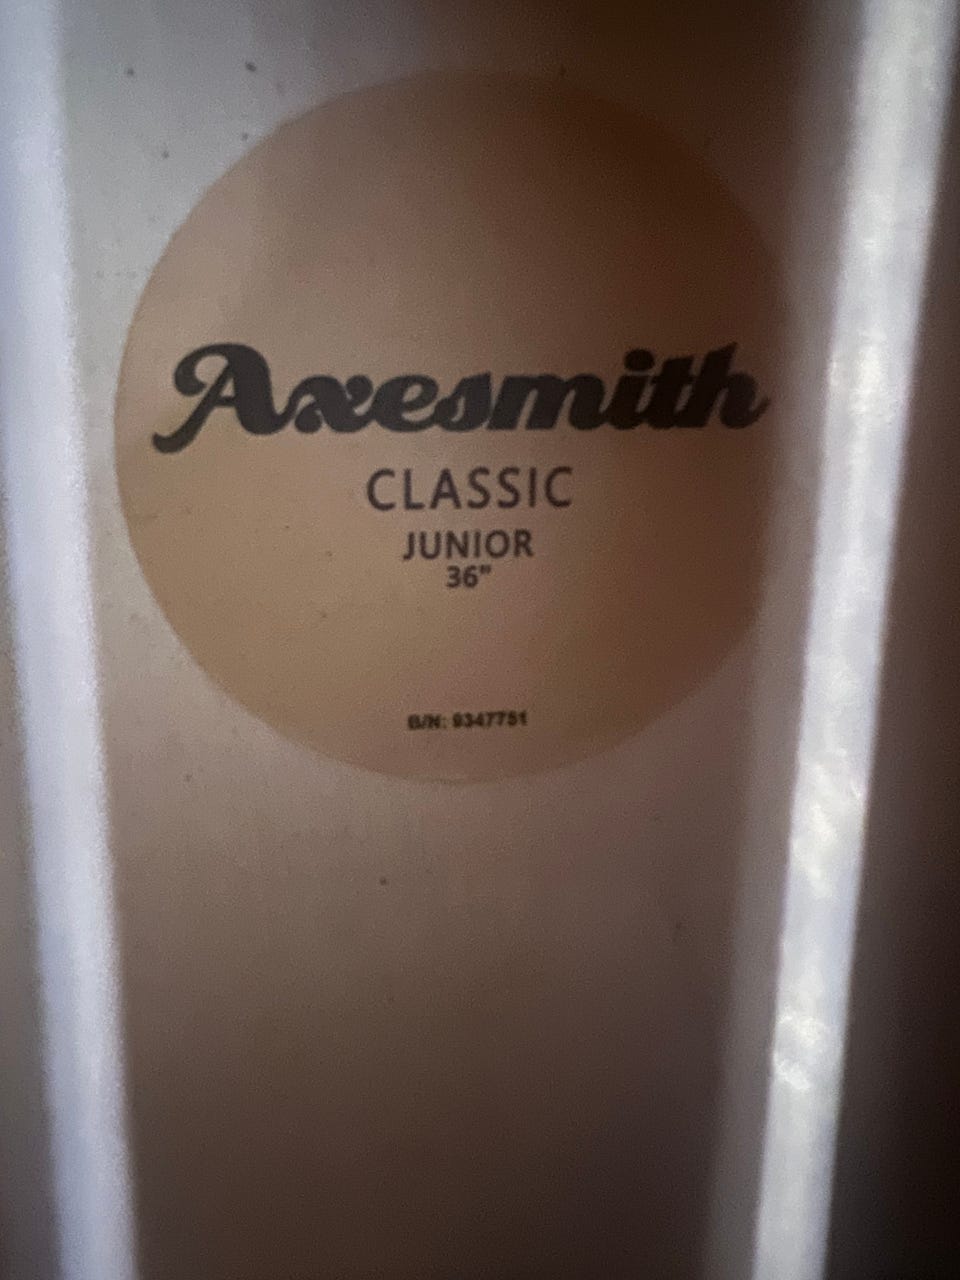 Axesmith
CLASSIC
JUNIOR
36"
B/N: 9347751